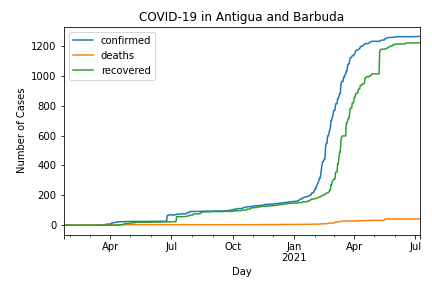 COVID-19 in Antigua and Barbuda
confirmed
deaths
recovered
Number of Cases
1200
1000
800
600
400
200
0
Apr Jul Oct Jan Apr Jul
2021
Day